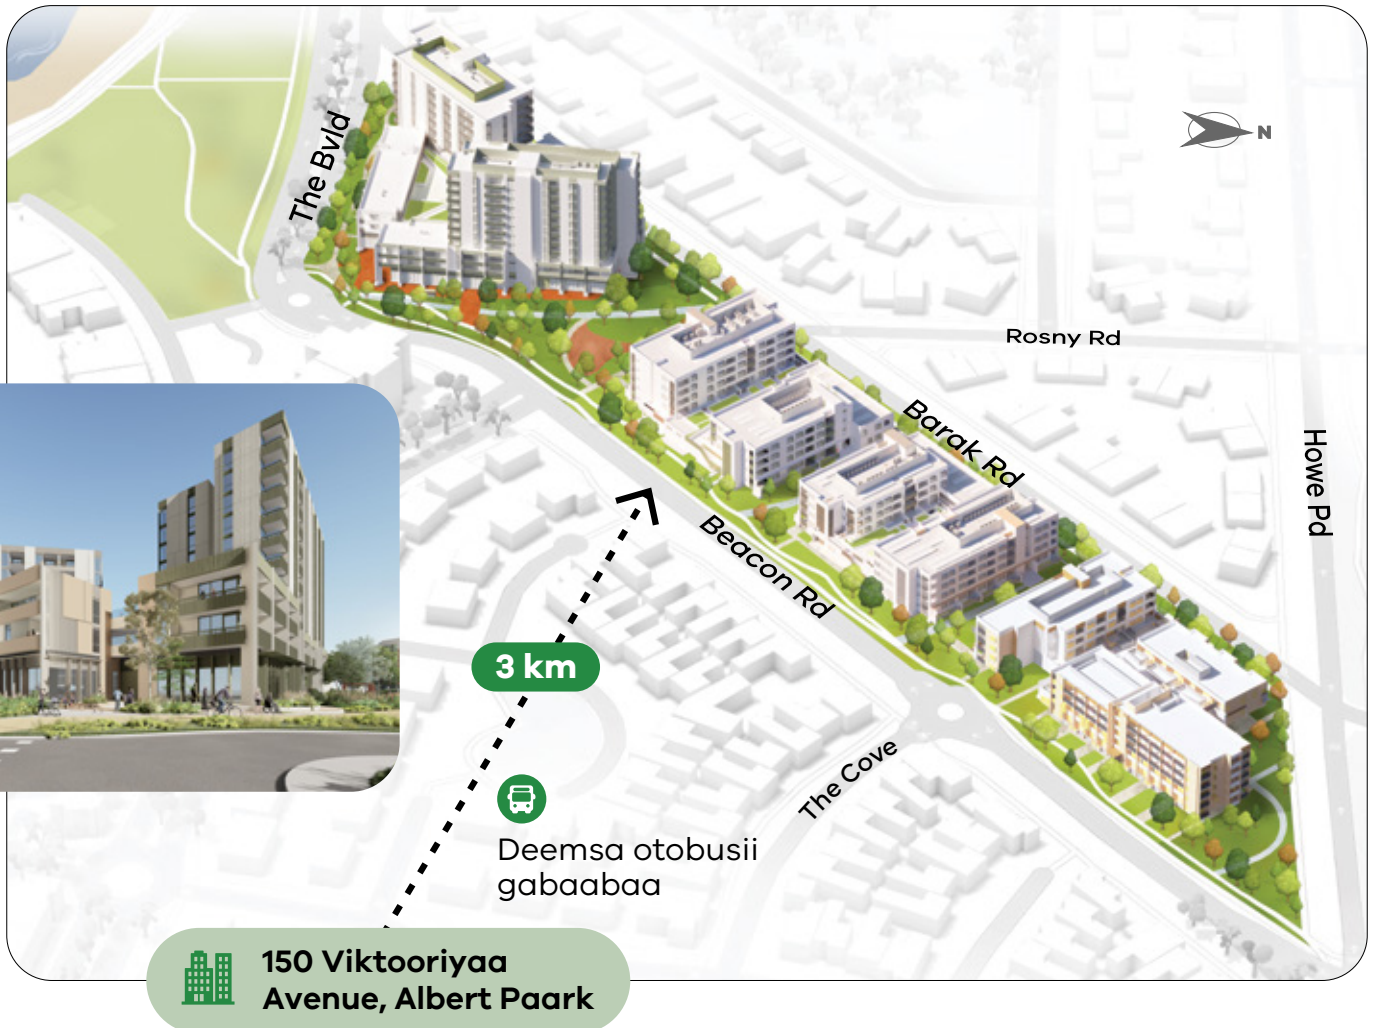 The Bvld
N
Rosny Rd
Barak Rd
Howe Pd
Beacon Rd
3 km
The Cove
Deemsa otobusii
gabaabaa
150 Viktooriyaa
Avenue, Albert Paark